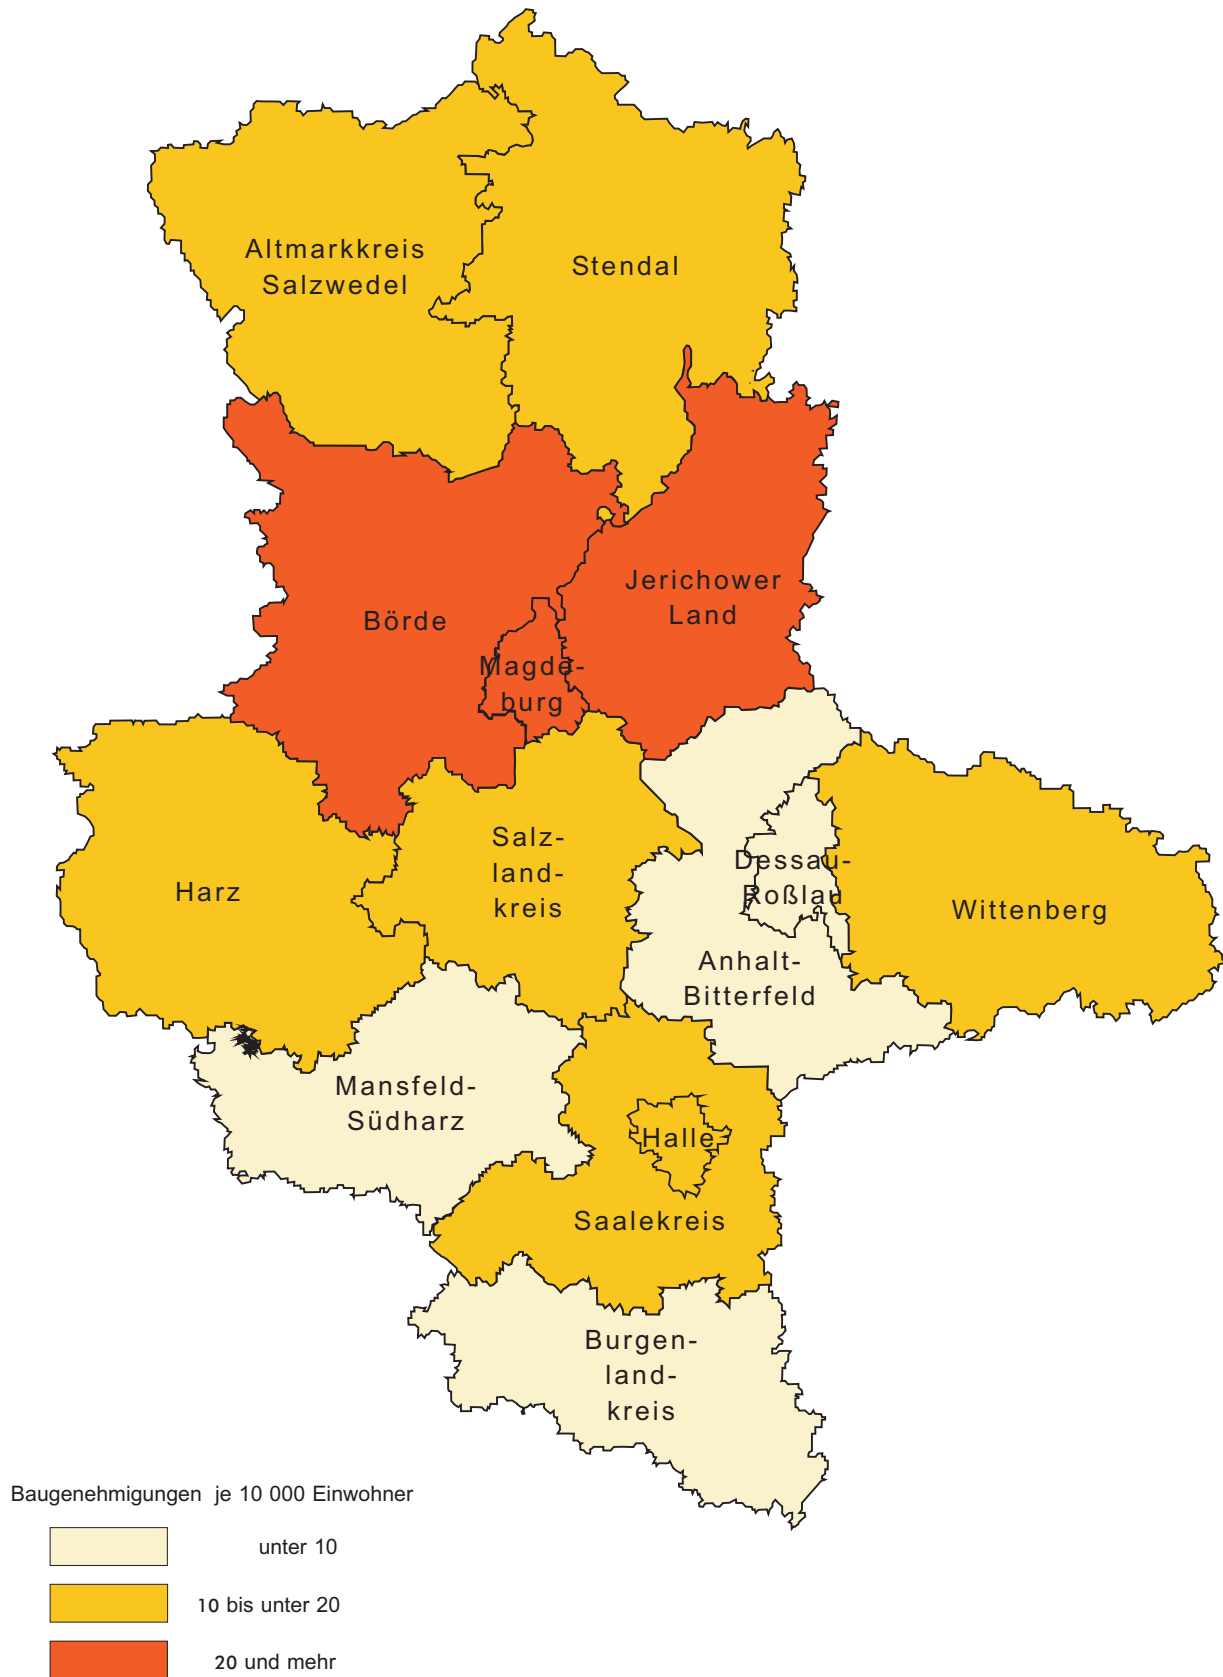 Altmarkkreis
Salzwedel
Stendal
Jerichower
Land
Börde
Magde-
burg
Salz-
land-
kreis
Harz
Dessau-
Roßlau
Wittenberg
Anhalt-
Bitterfeld
Mansfeld-
Südharz
Halle
Saalekreis
Burgen-
land-
kreis
Baugenehmigungen je 10 000 Einwohner
unter 10
10 bis unter 20
20 und mehr